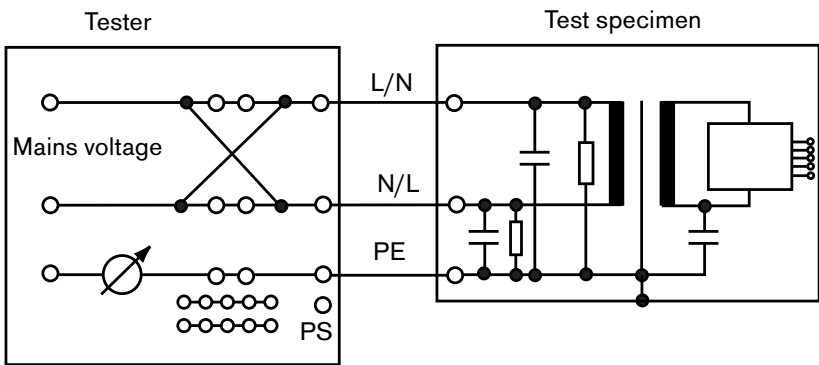 Tester
Test specimen
L/N
Mains voltage
N/L
PE
PS